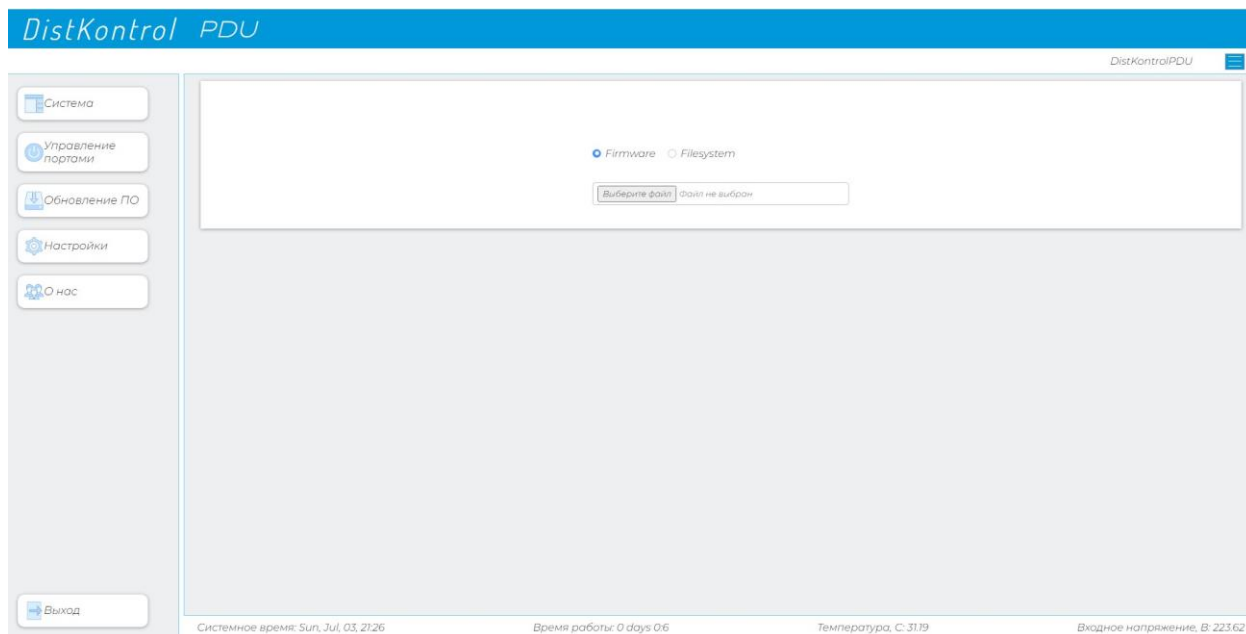 DistKontrol PDU
DistKontrolPDU
Система
Управление
портами
Обновление ПО
Настройки
О нас
Выход
Firmware Filesystem
Выберите файл Файл не выбран
Системное время: Sun, Jul, 03, 21:26 Время работы: 0 days 0:6 Температура, С: 31.19 Входное напряжение, В: 223.62